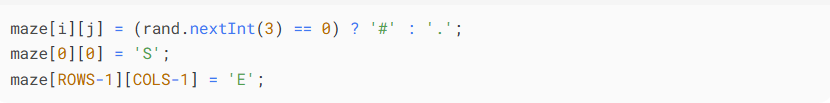 maze[i][j] = (rand.nextInt(3) == 0) ? '#' : '.';
maze[0][0] = 'S';
maze[ROWS-1][COLS-1] = 'E';